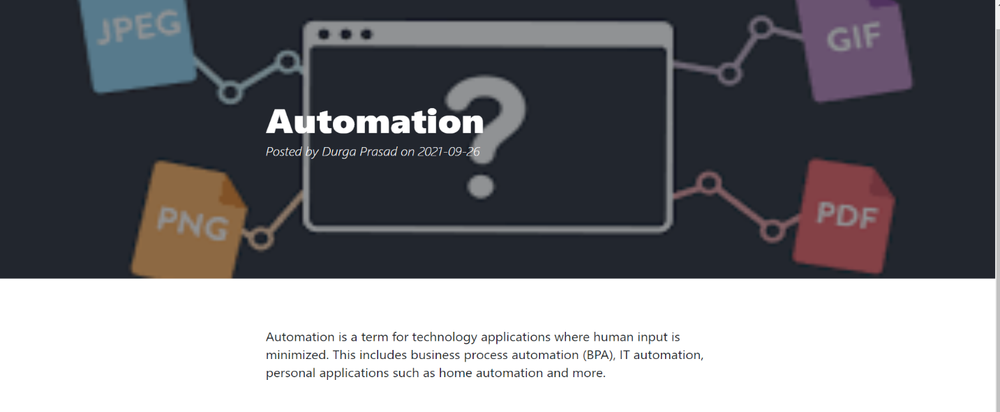 JPEG
GIF
?
Automation
Posted by Durga Prasad on 2021-09-26
PNG
PDF
Automation is a term for technology applications where human input is
minimized. This includes business process automation (BPA), IT automation,
personal applications such as home automation and more.